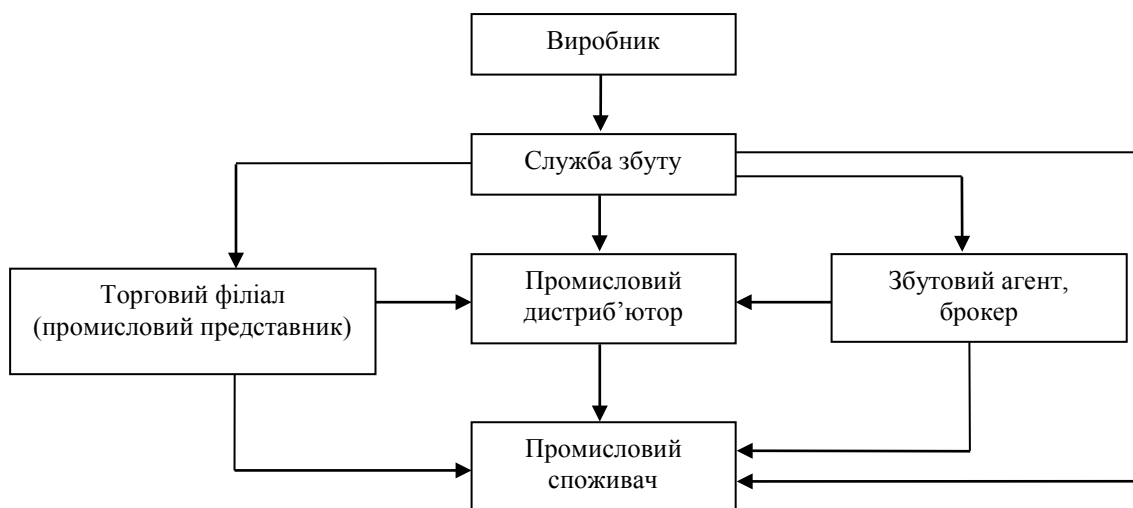 Виробник
Служба збуту
Торговий філіал
(промисловий представник)
Промисловий
дистриб’ютор
Збутовий агент,
брокер
Промисловий
споживач